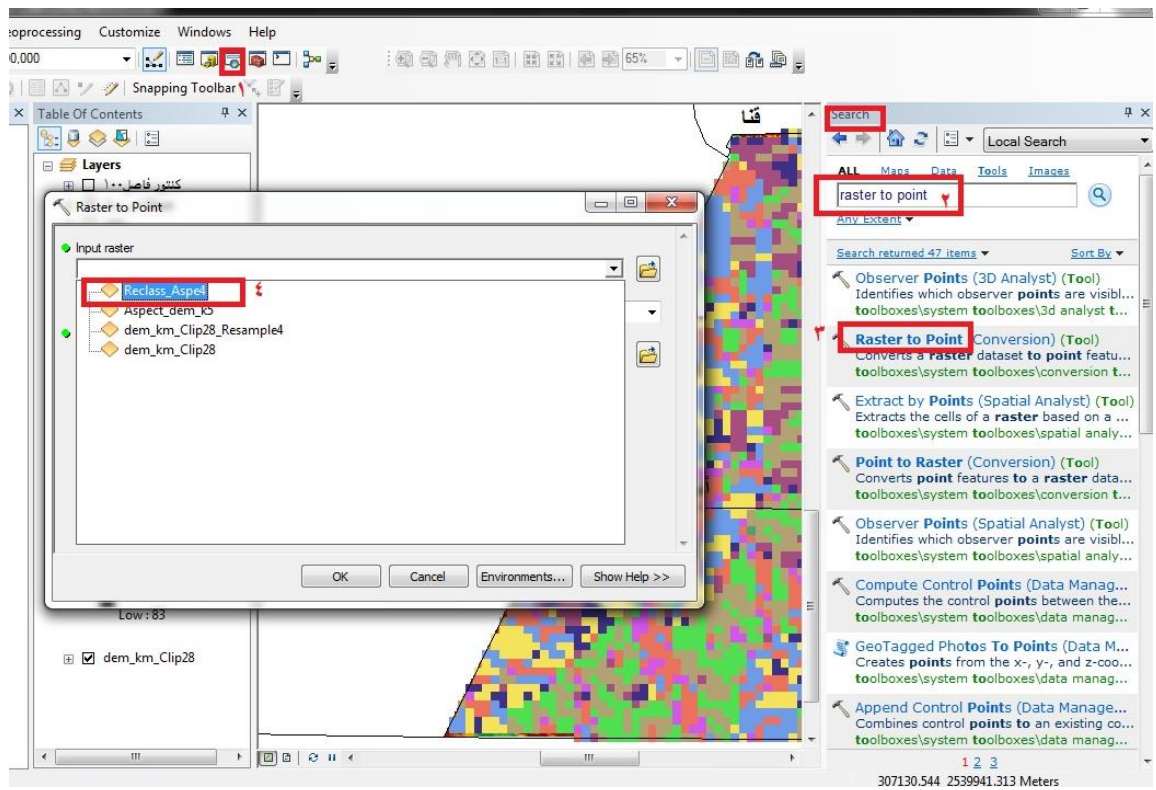 eoprocessing Customize Windows Help
00,000
65%
Snapping Toolbar ١
Table Of Contents
Layers
كنتور فاصل١٠٠
Low : 83
dem_km_Clip28
قنا
Raster to Point
Input raster
Reclass_Aspe4
٤
Aspect_dem_k5
dem_km_Clip28_Resample4
dem_km_Clip28
OK Cancel Environments... Show Help >>
Search
Local Search
ALL Maps Data Tools Images
raster to point ٢
Any Extent
Search returned 47 items Sort By
Observer Points (3D Analyst) (Tool)
Identifies which observer points are visibl...
toolboxes\system toolboxes\3d analyst t...
٣ Raster to Point (Conversion) (Tool)
Converts a raster dataset to point featu...
toolboxes\system toolboxes\conversion t...
Extract by Points (Spatial Analyst) (Tool)
Extracts the cells of a raster based on a ...
toolboxes\system toolboxes\spatial analy...
Point to Raster (Conversion) (Tool)
Converts point features to a raster data...
toolboxes\system toolboxes\conversion t...
Observer Points (Spatial Analyst) (Tool)
Identifies which observer points are visibl...
toolboxes\system toolboxes\spatial analy...
Compute Control Points (Data Manag...
Computes the control points between the...
toolboxes\system toolboxes\data manag...
GeoTagged Photos To Points (Data M...
Creates points from the x-, y-, and z-coo...
toolboxes\system toolboxes\data manag...
Append Control Points (Data Manage...
Combines control points to an existing co...
toolboxes\system toolboxes\data manag...
1 2 3
307130.544 2539941.313 Meters